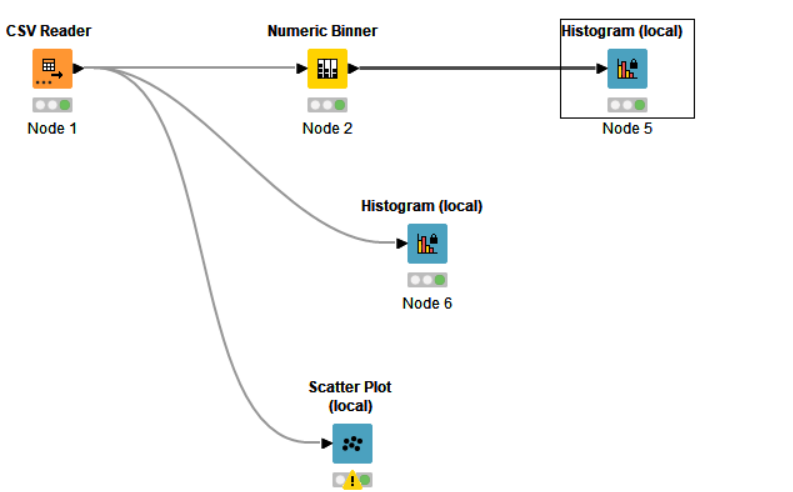 CSV Reader
Numeric Binner
Histogram (local)
Node 1
Node 2
Node 5
Histogram (local)
Node 6
Scatter Plot
(local)